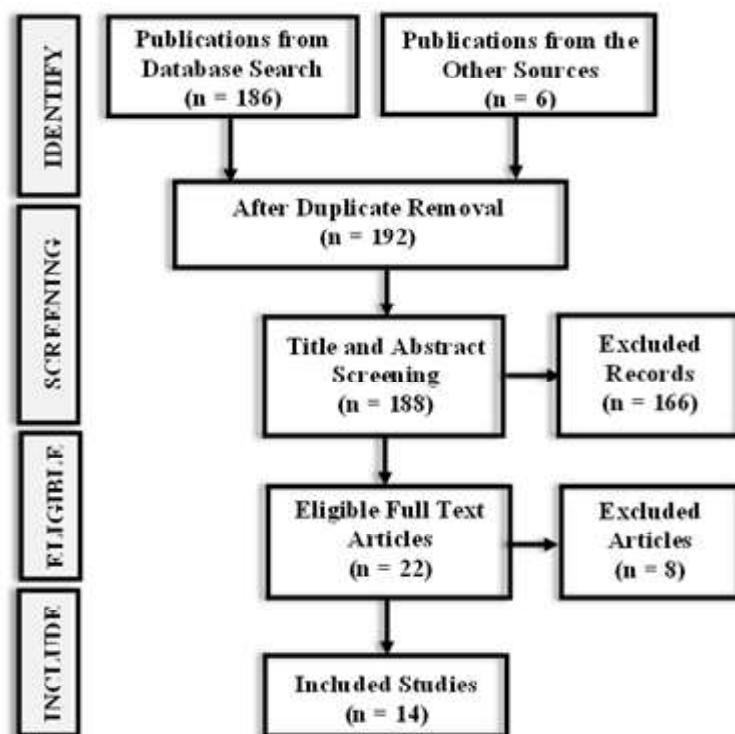 IDENTIFY
Publications from
Database Search
(n = 186)
Publications from the
Other Sources
(n = 6)
After Duplicate Removal
(n = 192)
SCREENING
Title and Abstract
Screening
(n = 188)
Excluded
Records
(n = 166)
ELIGIBLE
Eligible Full Text
Articles
(n = 22)
Excluded
Articles
(n = 8)
INCLUDE
Included Studies
(n = 14)